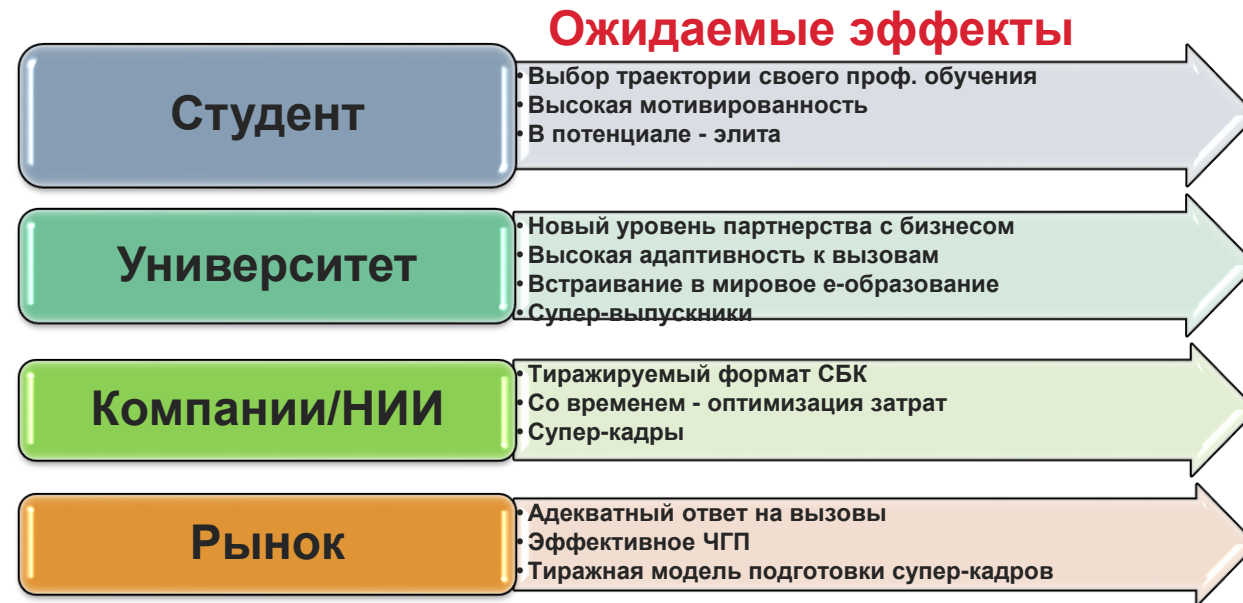 Ожидаемые эффекты
Студент
• Выбор траектории своего проф. обучения
• Высокая мотивированность
• В потенциале - элита
Университет
• Новый уровень партнерства с бизнесом
• Высокая адаптивность к вызовам
• Встраивание в мировое е-образование
• Супер-выпускники
Компании/НИИ
• Тиражируемый формат СБК
• Со временем - оптимизация затрат
• Супер-кадры
Рынок
• Адекватный ответ на вызовы
• Эффективное ЧГП
• Тиражная модель подготовки супер-кадров